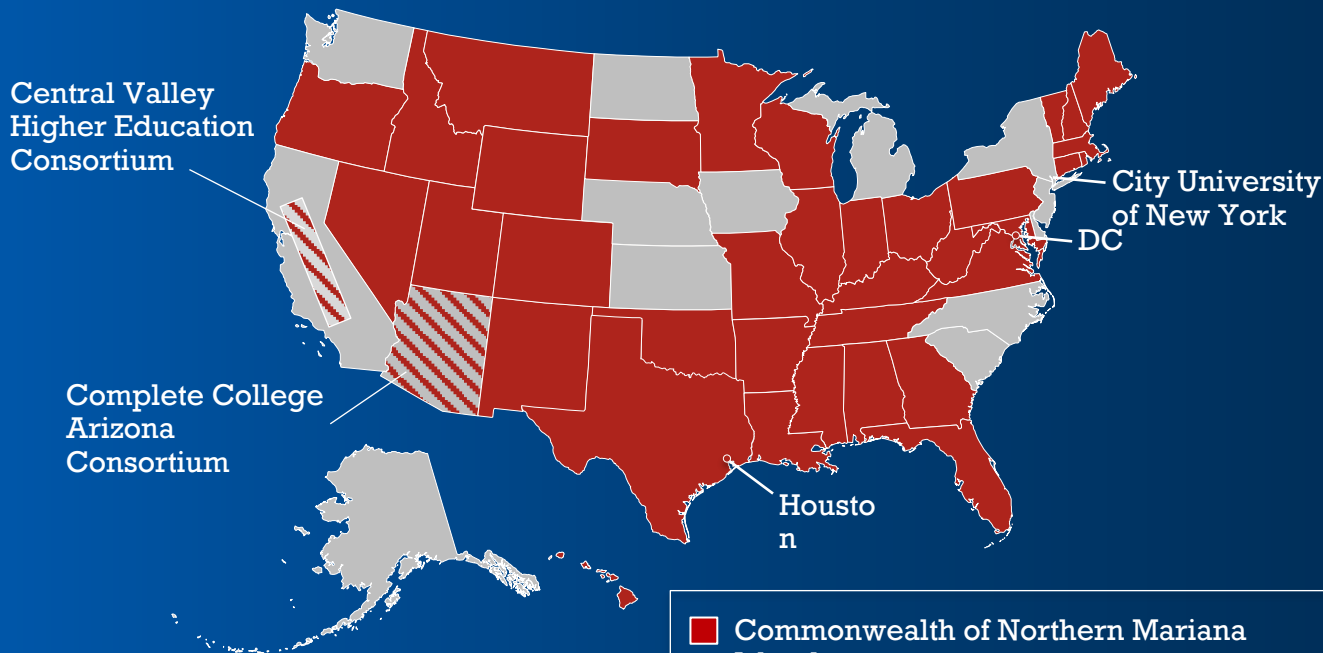 Central Valley
Higher Education
Consortium
City University
of New York
DC
Complete College
Arizona
Consortium
Housto
n
Commonwealth of Northern Mariana